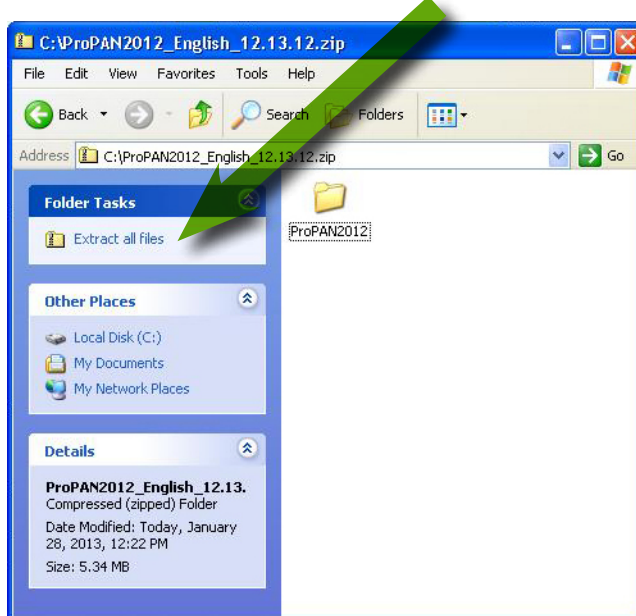 C:\ProPAN2012_English_12.13.12.zip
File Edit View Favorites Tools Help
Back Search Folders
Address C:\ProPAN2012_English_12.13.12.zip Go
Folder Tasks
Extract all files
ProPAN2012
Other Places
Local Disk (C:)
My Documents
My Network Places
Details
ProPAN2012_English_12.13.
Compressed (zipped) Folder
Date Modified: Today, January
28, 2013, 12:22 PM
Size: 5.34 MB